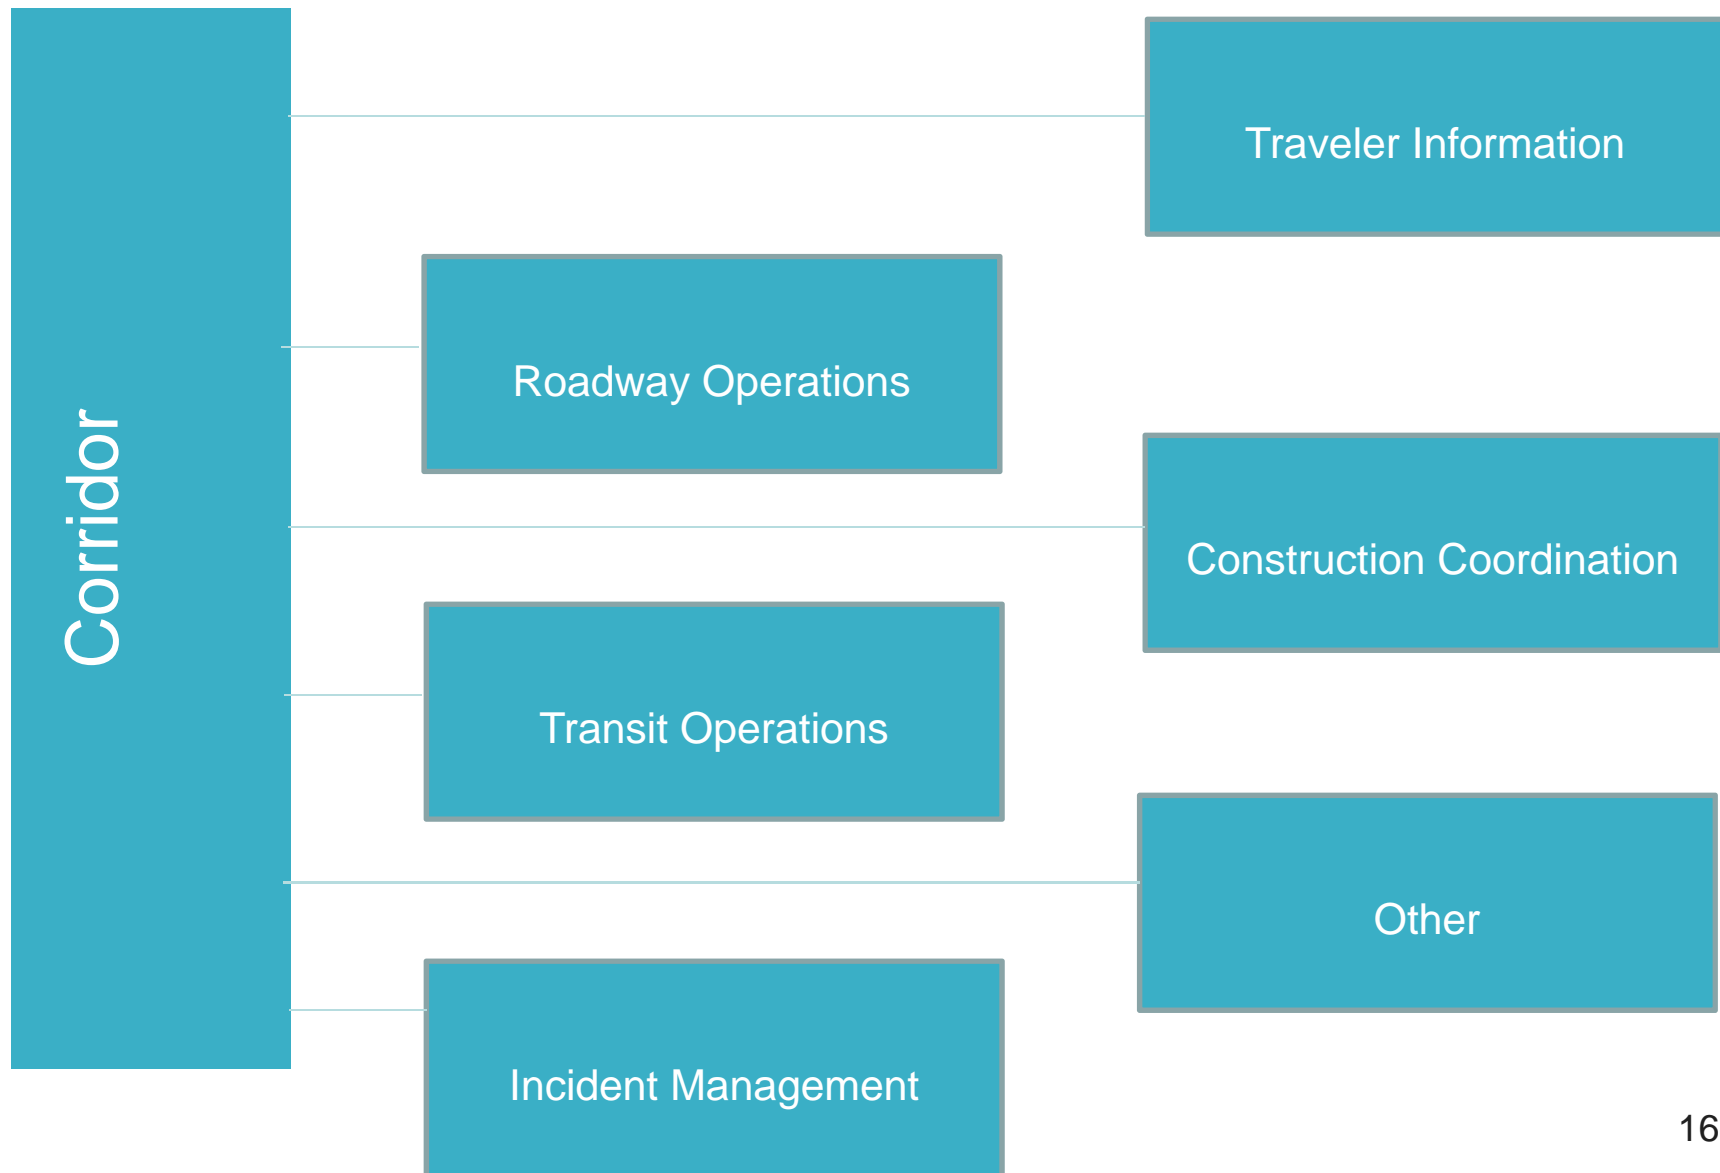 Corridor
Traveler Information
Roadway Operations
Construction Coordination
Transit Operations
Other
Incident Management
16